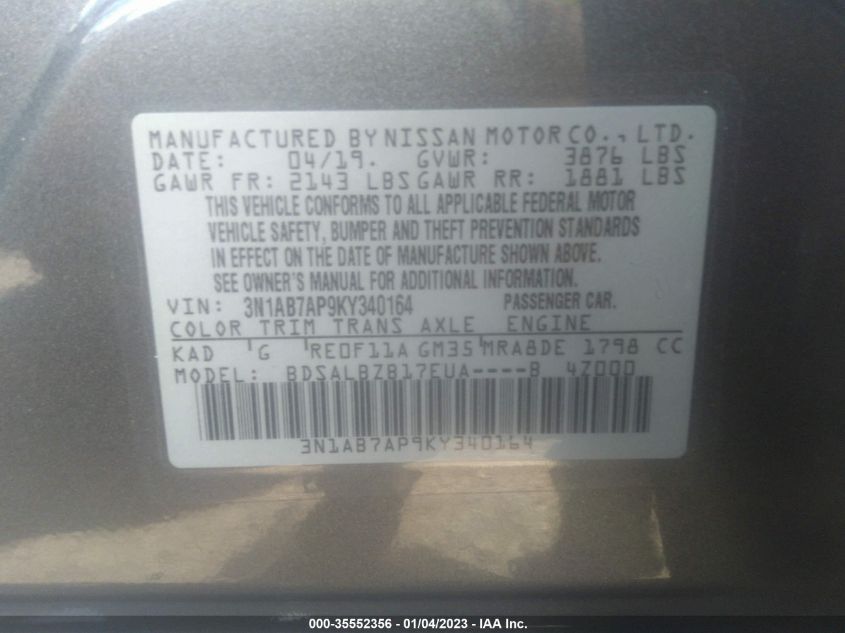 MANUFACTURED BY NISSAN MOTOR CO., LTD.
DATE: 04/19. GVWR: 3876 LBS
GAWR FR: 2143 LBS GAWR RR: 1881 LBS
THIS VEHICLE CONFORMS TO ALL APPLICABLE FEDERAL MOTOR
VEHICLE SAFETY, BUMPER AND THEFT PREVENTION STANDARDS
IN EFFECT ON THE DATE OF MANUFACTURE SHOWN ABOVE.
SEE OWNER'S MANUAL FOR ADDITIONAL INFORMATION.
VIN: 3N1AB7AP9KY340164 PASSENGER CAR.
COLOR TRIM TRANS AXLE ENGINE
KAD G RE0F11A GM35 MRA8DE 1798 CC
MODEL: BDSALBZB17EUA----B 4Z000
3N1AB7AP9KY340164
000-35552356 - 01/04/2023 - IAA Inc.